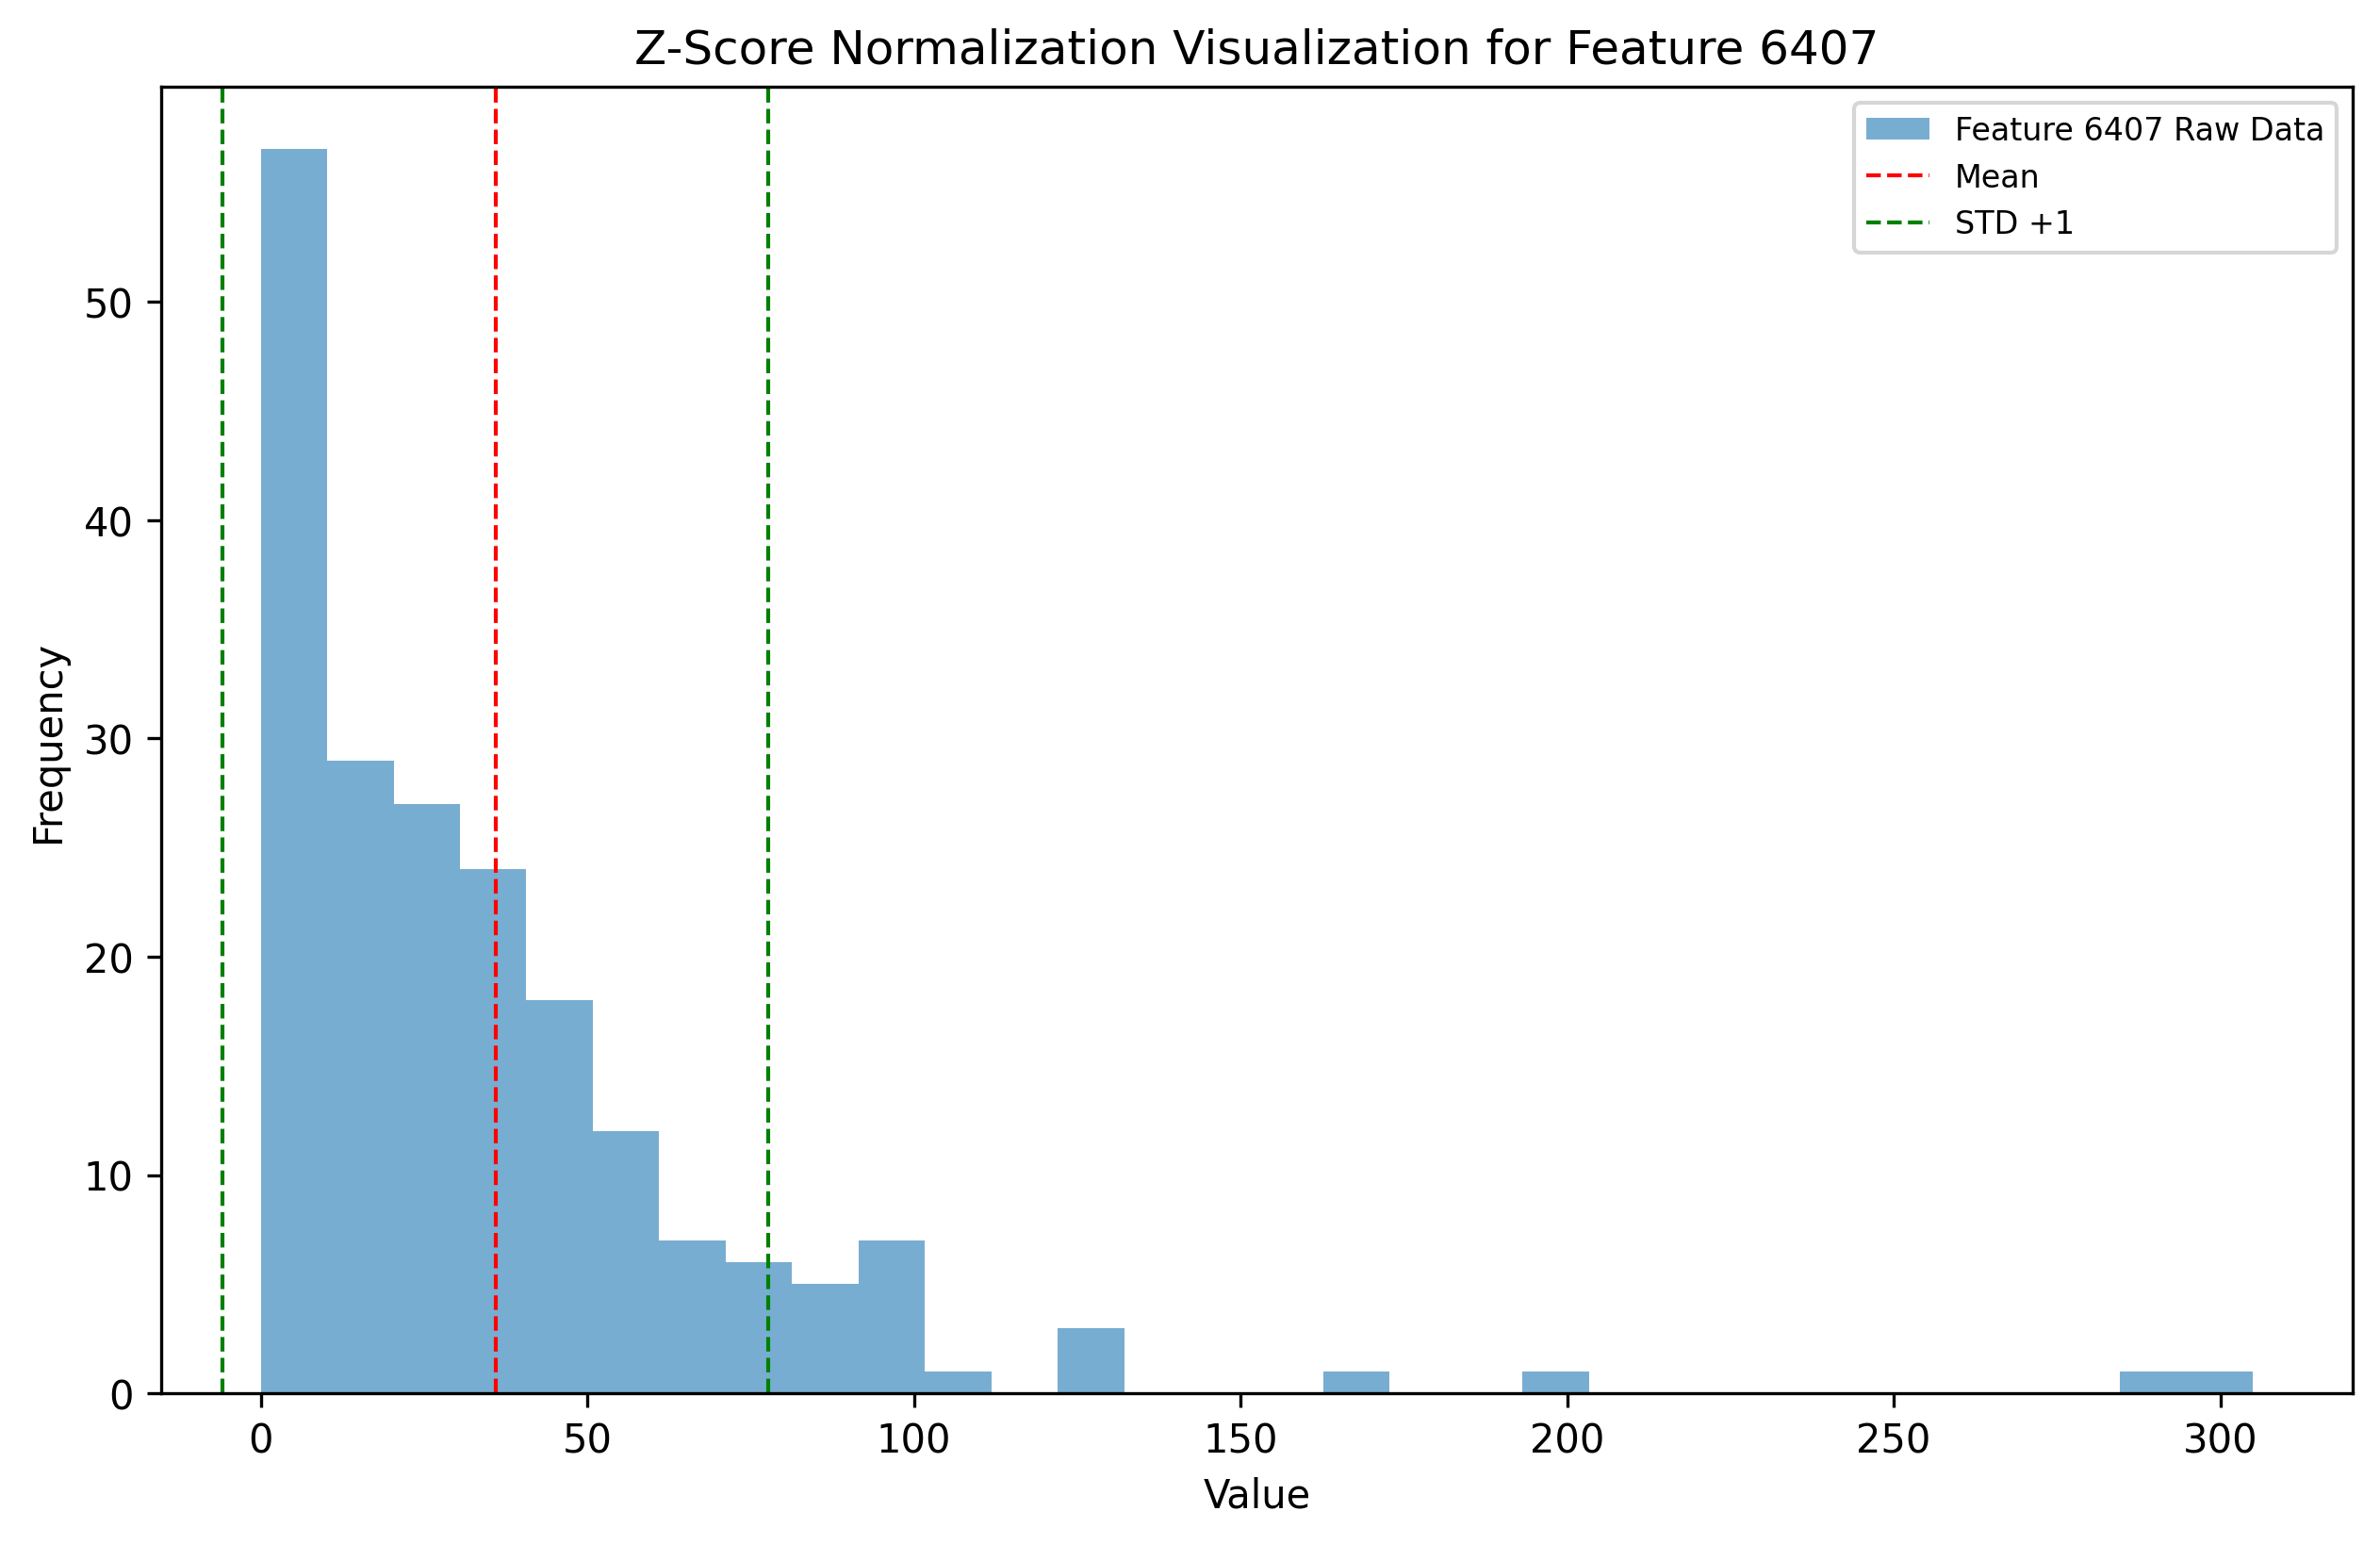 Z-Score Normalization Visualization for Feature 6407
Feature 6407 Raw Data
Mean
STD +1
Frequency
50
40
30
20
10
0
0 50 100 150 200 250 300
Value